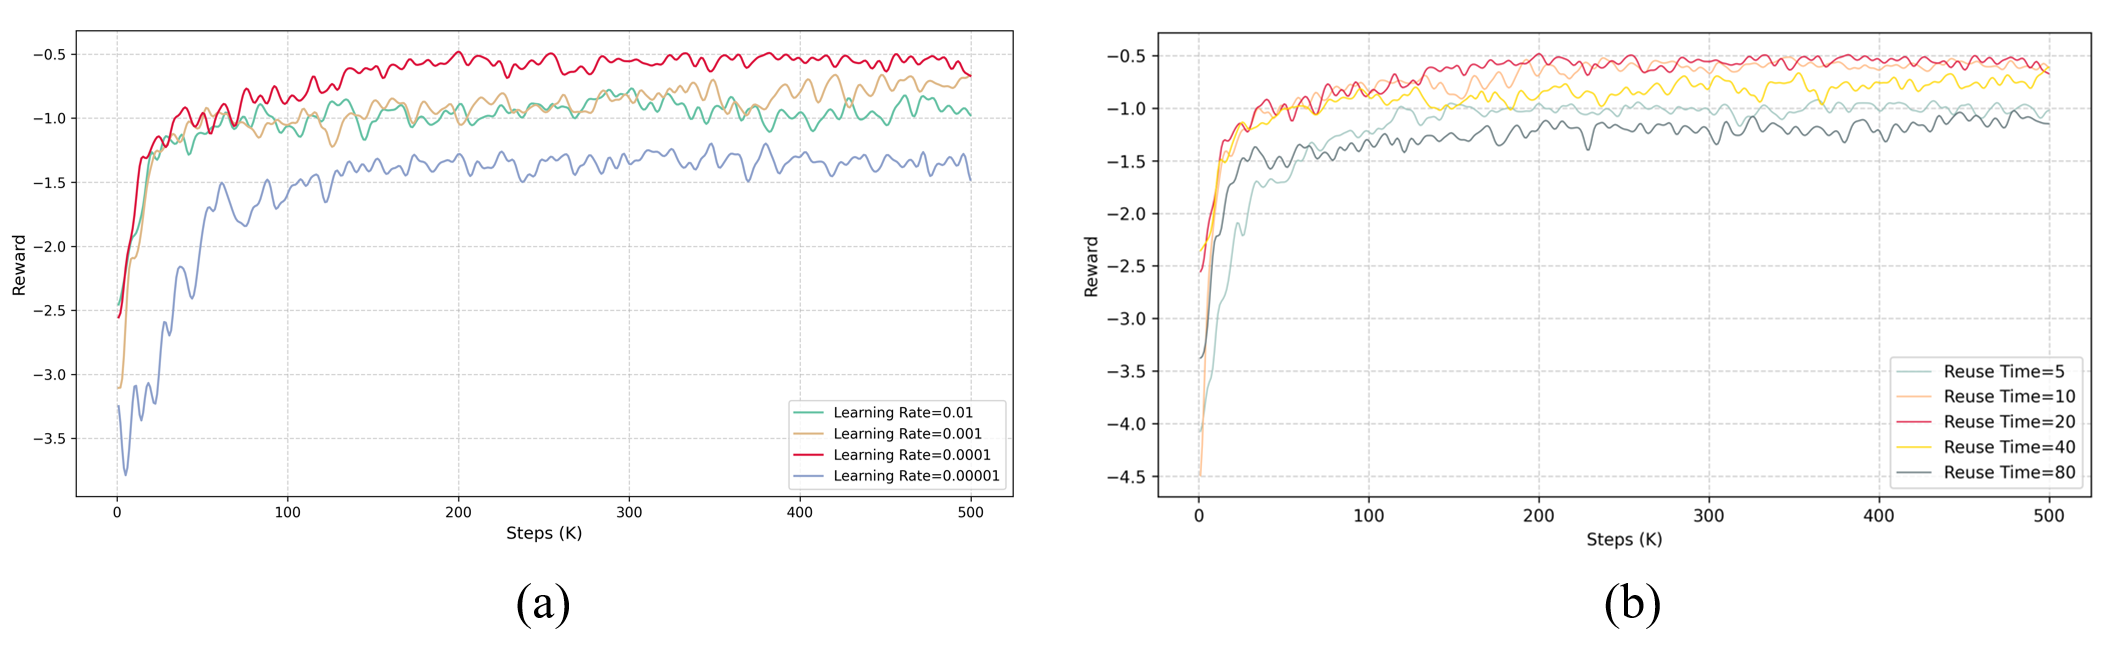 −0.5
−1.0
−1.5
−2.0
−2.5
−3.0
−3.5
Reward
0 100 200 300 400 500
Steps (K)
Learning Rate=0.01
Learning Rate=0.001
Learning Rate=0.0001
Learning Rate=0.00001
(a)
−0.5
−1.0
−1.5
−2.0
−2.5
−3.0
−3.5
−4.0
−4.5
Reward
0 100 200 300 400 500
Steps (K)
Reuse Time=5
Reuse Time=10
Reuse Time=20
Reuse Time=40
Reuse Time=80
(b)